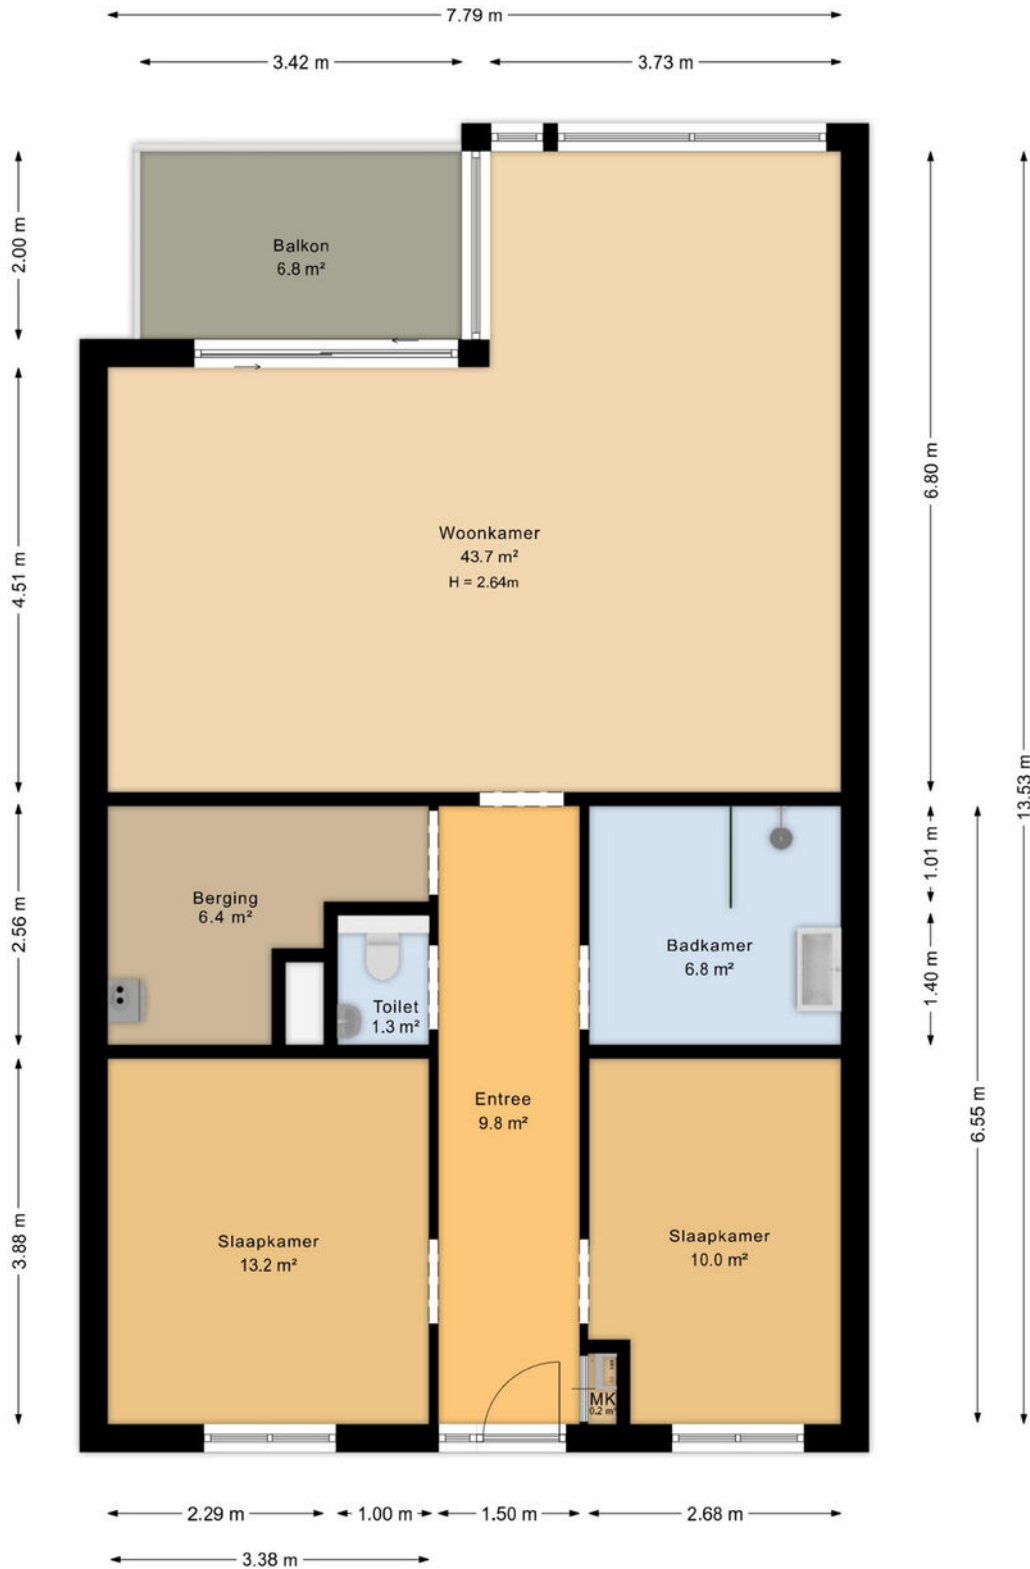 7.79 m
3.42 m
3.73 m
2.00 m
Balkon
6.8 m²
4.51 m
Woonkamer
43.7 m²
H = 2.64m
6.80 m
13.53 m
2.56 m
Berging
6.4 m²
Toilet
1.3 m²
Badkamer
6.8 m²
1.01 m
1.40 m
Entree
9.8 m²
6.55 m
3.88 m
Slaapkamer
13.2 m²
Slaapkamer
10.0 m²
MK
0.2 m²
2.29 m
1.00 m
1.50 m
2.68 m
3.38 m